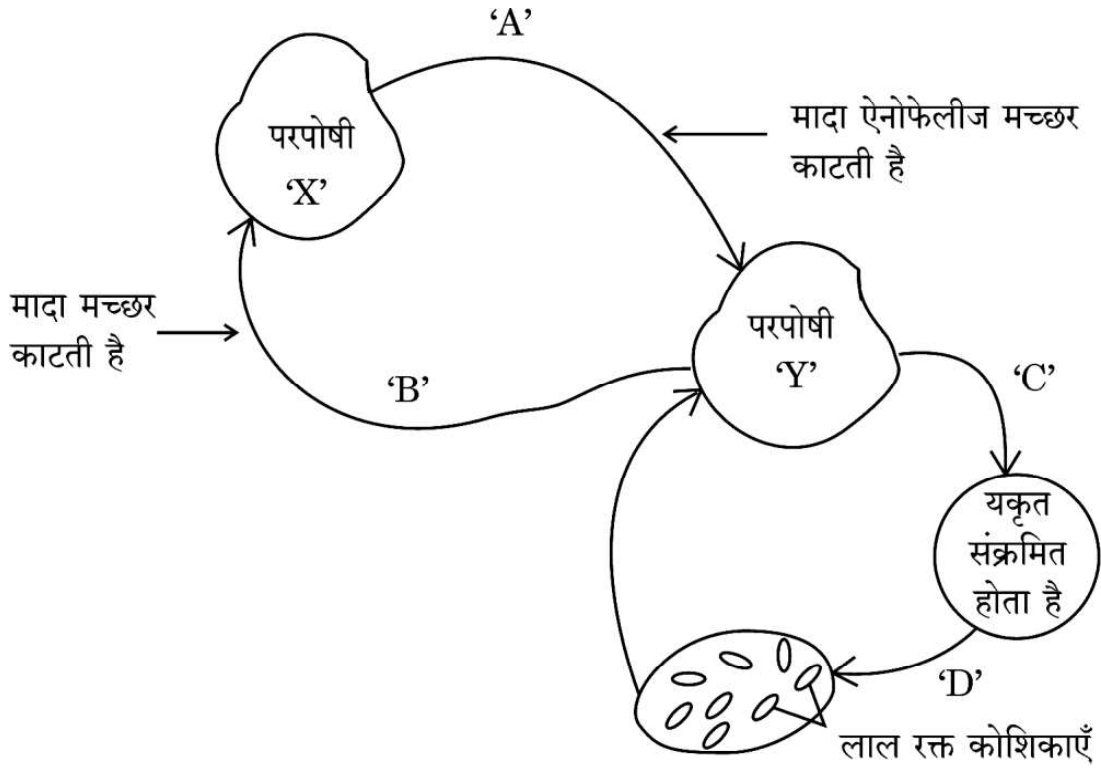 ‘A’
परपोषी
‘X’
मादा ऐनोफेलीज मच्छर
काटती है
मादा मच्छर
काटती है
‘B’
परपोषी
‘Y’
‘C’
यकृत
संक्रमित
होता है
‘D’
लाल रक्त कोशिकाएँ